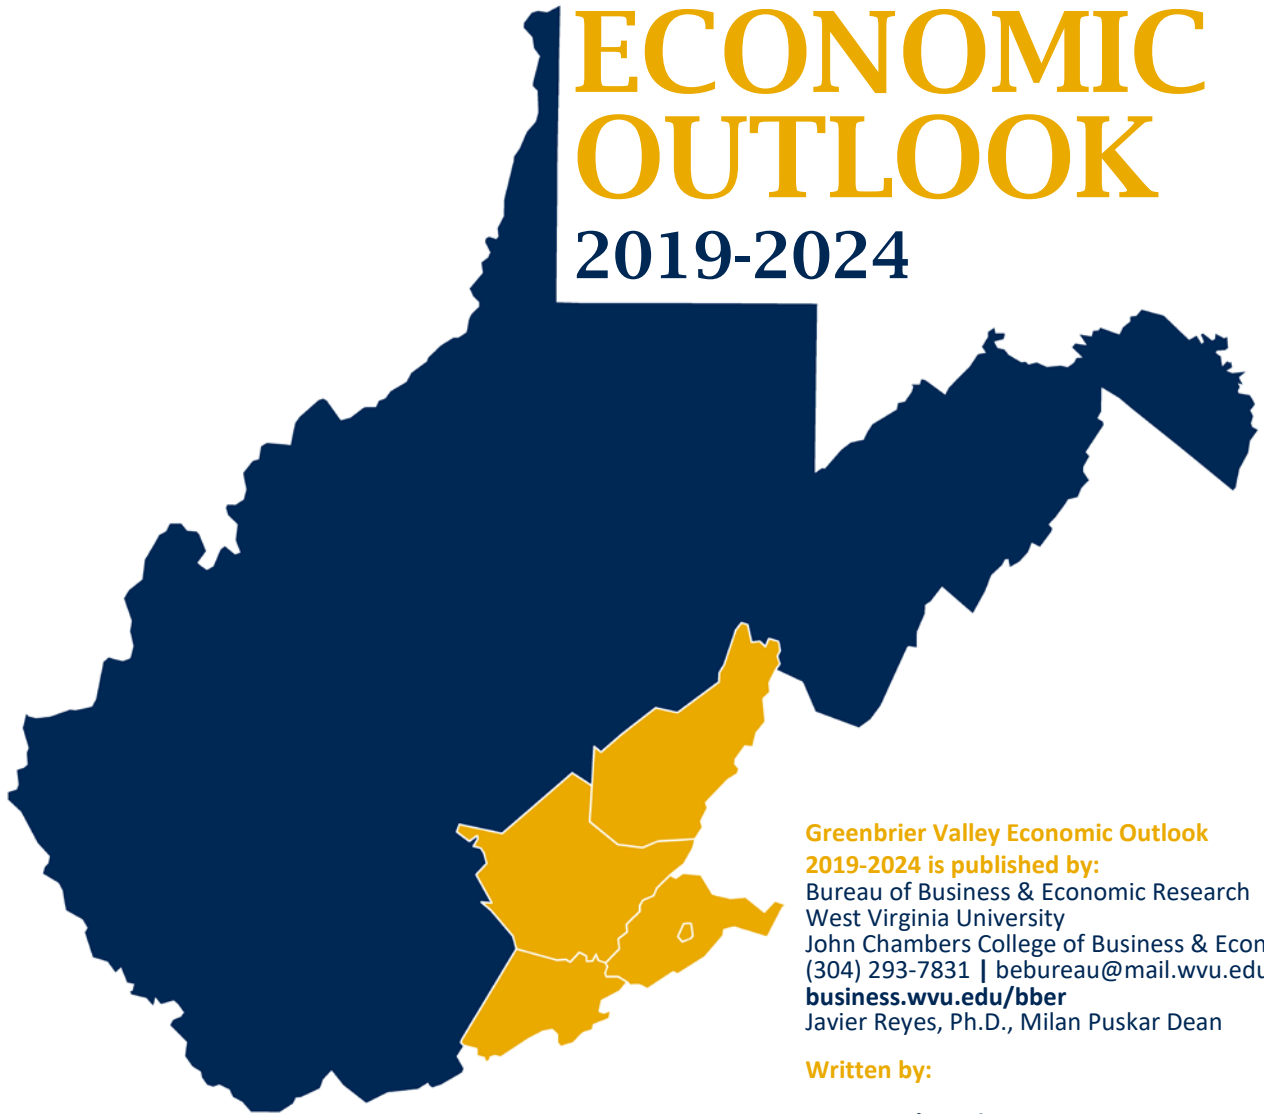 ECONOMIC
OUTLOOK
2019-2024
Greenbrier Valley Economic Outlook
2019-2024 is published by:
Bureau of Business & Economic Research
West Virginia University
John Chambers College of Business & Econ
(304) 293-7831 | bebureau@mail.wvu.edu
business.wvu.edu/bber
Javier Reyes, Ph.D., Milan Puskar Dean
Written by: